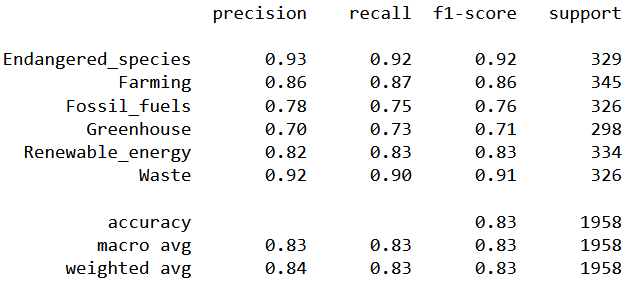 precision recall f1-score support
Endangered_species 0.93 0.92 0.92 329
Farming 0.86 0.87 0.86 345
Fossil_fuels 0.78 0.75 0.76 326
Greenhouse 0.70 0.73 0.71 298
Renewable_energy 0.82 0.83 0.83 334
Waste 0.92 0.90 0.91 326
accuracy 0.83 1958
macro avg 0.83 0.83 0.83 1958
weighted avg 0.84 0.83 0.83 1958